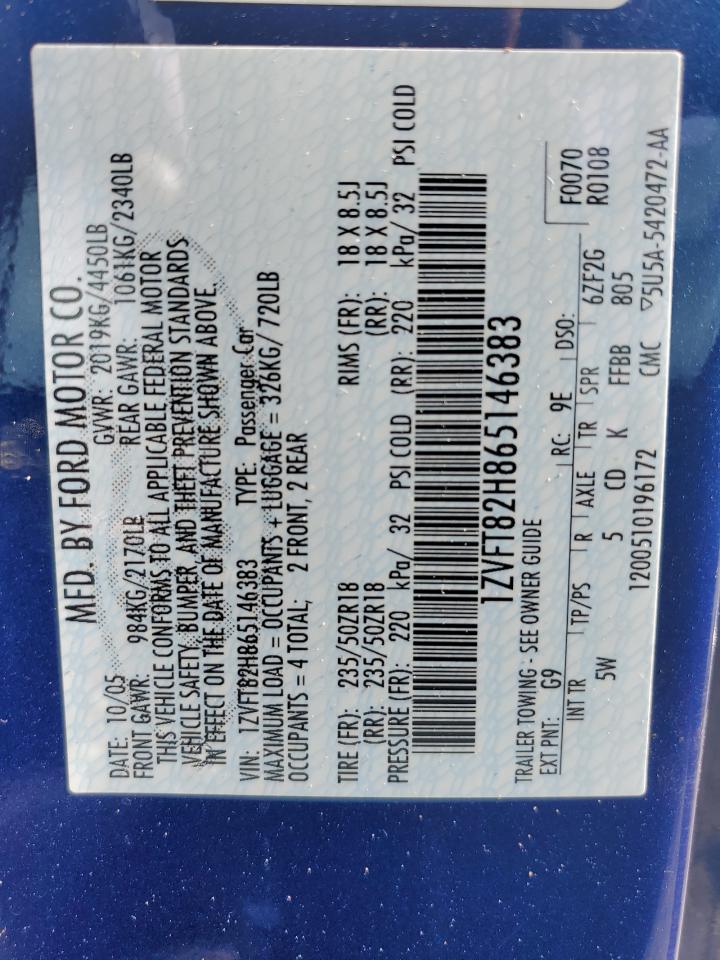 MFD. BY FORD MOTOR CO.
DATE: 10/05 GVWR: 2019KG/4450LB
FRONT GAWR: 984KG/2170LB REAR GAWR: 1061KG/2340LB
THIS VEHICLE CONFORMS TO ALL APPLICABLE FEDERAL MOTOR
VEHICLE SAFETY, BUMPER, AND THEFT PREVENTION STANDARDS
IN EFFECT ON THE DATE OF MANUFACTURE SHOWN ABOVE.
VIN: 1ZVFT82H865146383 TYPE: Passenger Car
MAXIMUM LOAD = OCCUPANTS + LUGGAGE = 326KG/ 720LB
OCCUPANTS = 4 TOTAL; 2 FRONT, 2 REAR
TIRE (FR): 235/50ZR18 RIMS (FR): 18 X 8.5J
(RR): 235/50ZR18 (RR): 18 X 8.5J
PRESSURE (FR): 220 kPa/ 32 PSI COLD (RR): 220 kPa/ 32 PSI COLD
1ZVFT82H865146383
TRAILER TOWING - SEE OWNER GUIDE
EXT PNT: G9 RC: 9E DSO: F0070
R0108
INT TR TP/PS R AXLE TR SPR 6ZF2G
5W 5 CD K FFBB 805
1200510196172 CMC ▽5U5A-5420472-AA